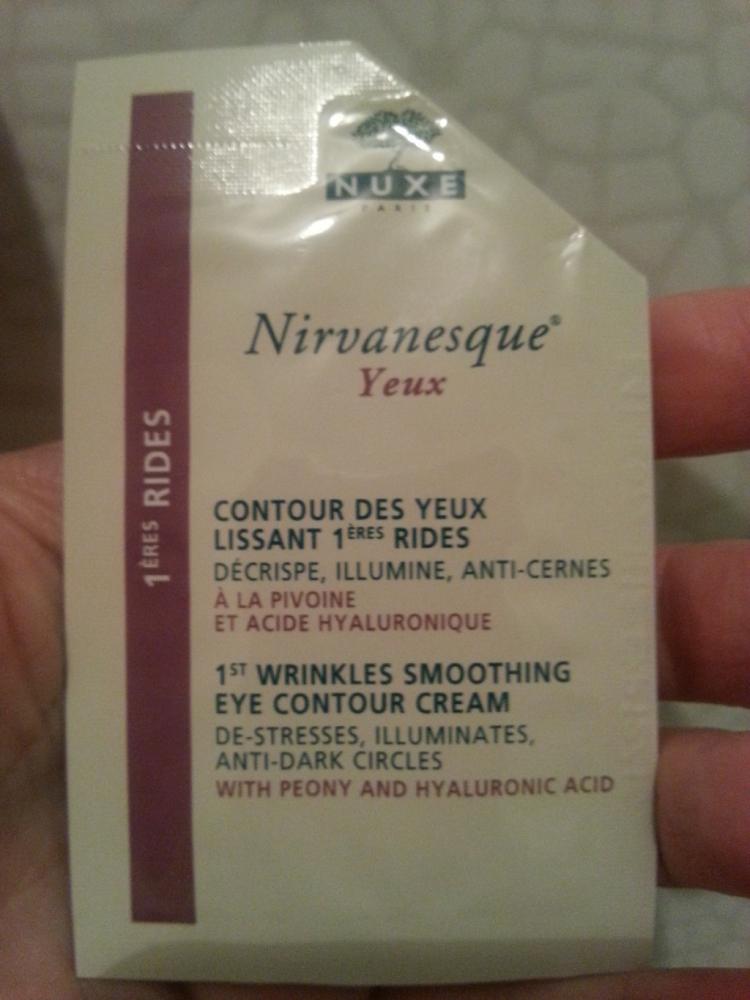 NUXE
PARIS
Nirvanesque®
Yeux
1ÈRES RIDES
CONTOUR DES YEUX
LISSANT 1ÈRES RIDES
DÉCRISPE, ILLUMINE, ANTI-CERNES
À LA PIVOINE
ET ACIDE HYALURONIQUE
1ST WRINKLES SMOOTHING
EYE CONTOUR CREAM
DE-STRESSES, ILLUMINATES,
ANTI-DARK CIRCLES
WITH PEONY AND HYALURONIC ACID